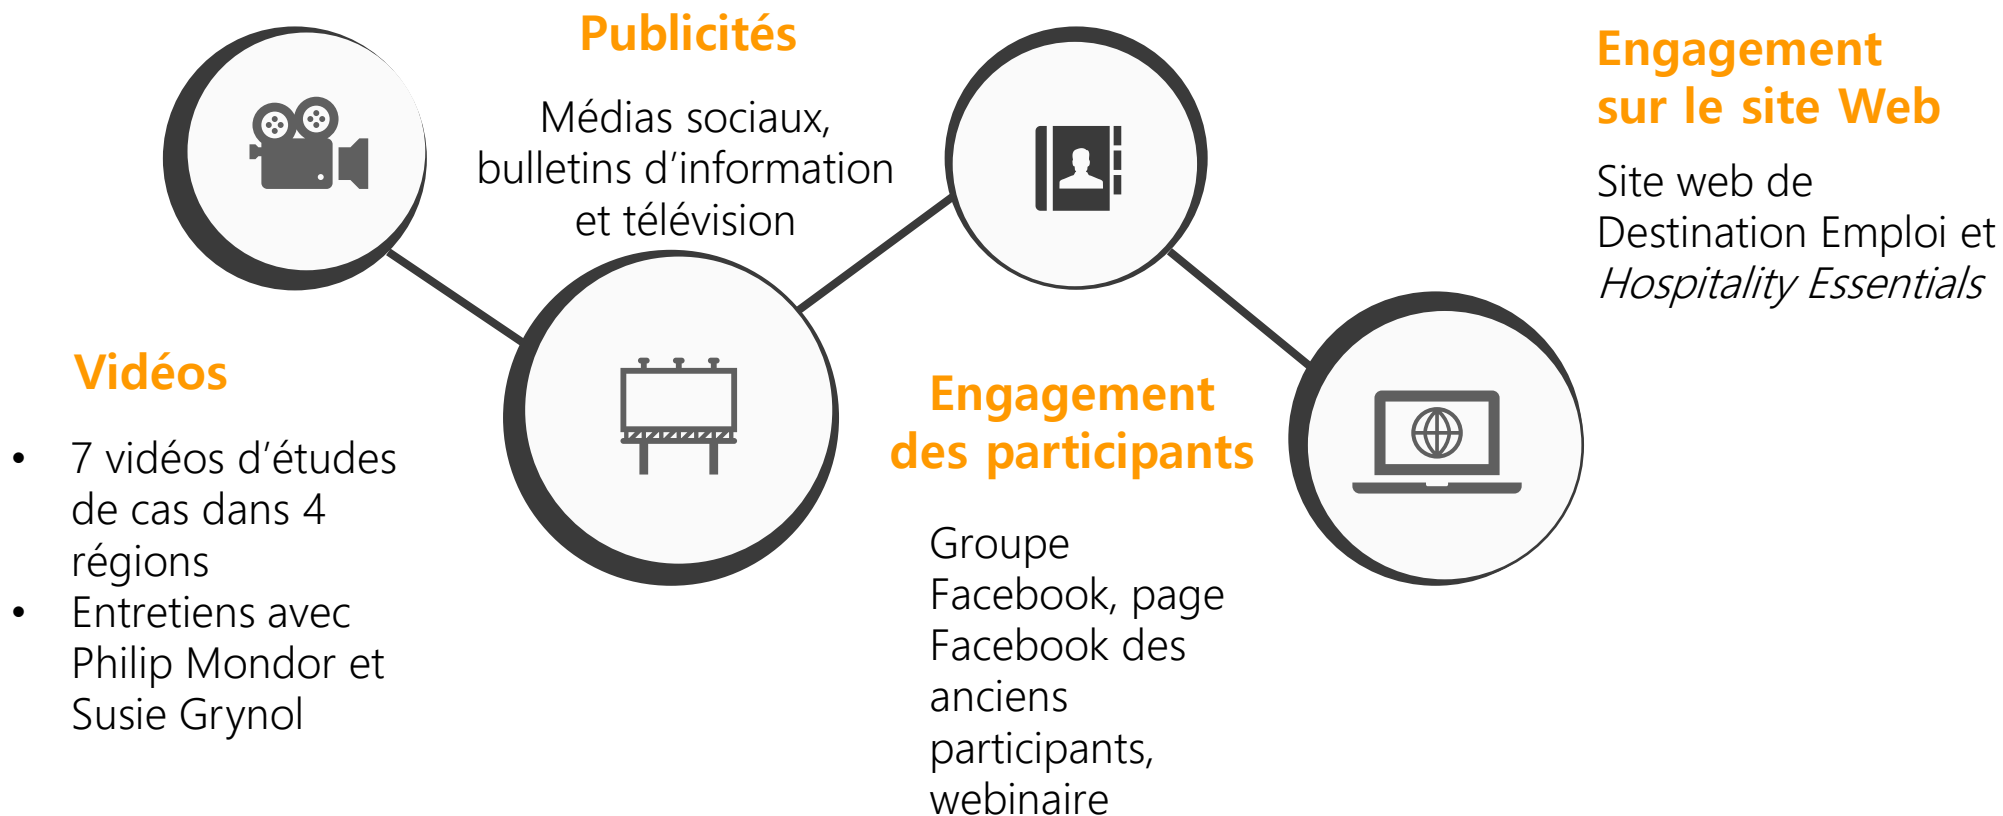 Vidéos
• 7 vidéos d’études
de cas dans 4
régions
• Entretiens avec
Philip Mondor et
Susie Grynol
Publicités
Médias sociaux,
bulletins d’information
et télévision
Engagement
des participants
Groupe
Facebook, page
Facebook des
anciens
participants,
webinaire
Engagement
sur le site Web
Site web de
Destination Emploi et
Hospitality Essentials